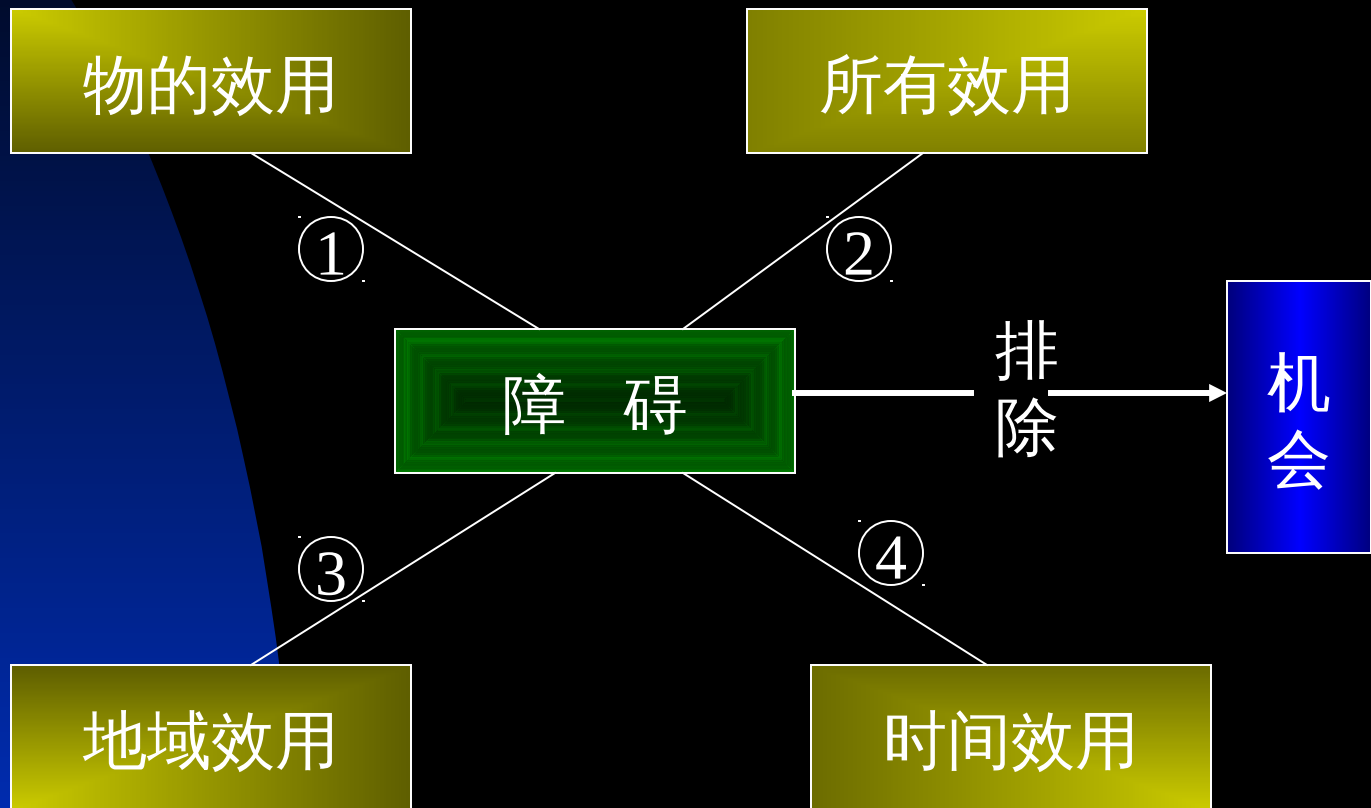 物的效用
所有效用
①
②
障 碍
排
除
机
会
③
④
地域效用
时间效用